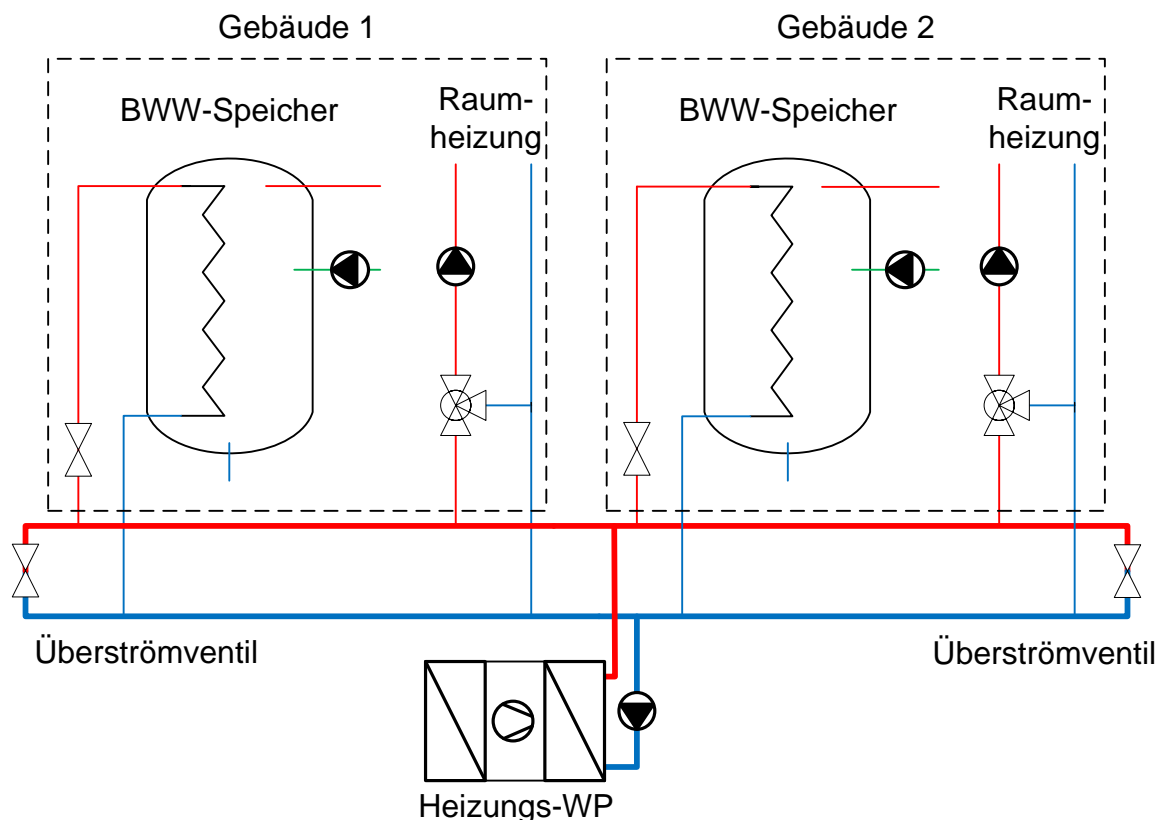 Gebäude 1
Gebäude 2
BWW-Speicher
Raum-
heizung
BWW-Speicher
Raum-
heizung
Überströmventil
Überströmventil
Heizungs-WP